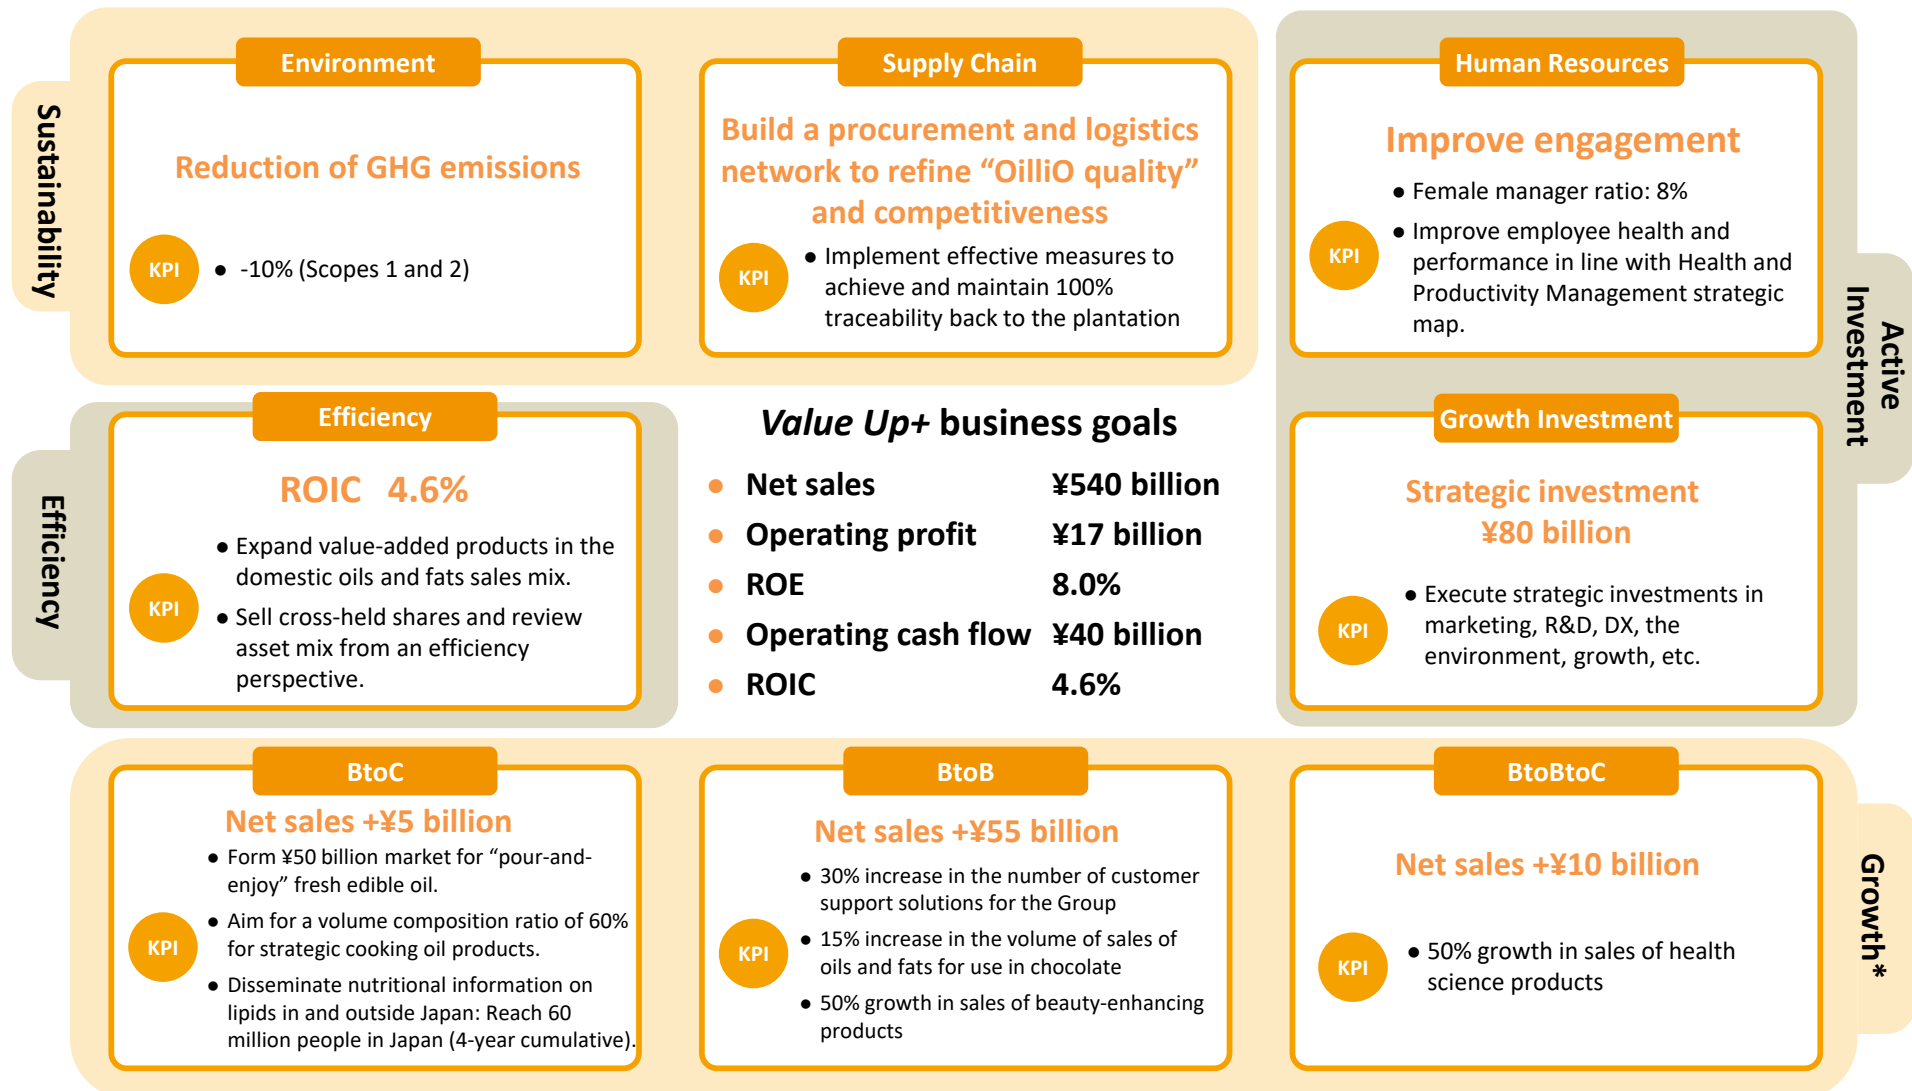 Sustainability
Environment
Reduction of GHG emissions
KPI
● -10% (Scopes 1 and 2)
Supply Chain
Build a procurement and logistics
network to refine “OilliO quality”
and competitiveness
KPI
● Implement effective measures to
achieve and maintain 100%
traceability back to the plantation
Active
Investment
Human Resources
Improve engagement
KPI
● Female manager ratio: 8%
● Improve employee health and
performance in line with Health and
Productivity Management strategic
map.
Efficiency
Efficiency
ROIC 4.6%
KPI
● Expand value-added products in the
domestic oils and fats sales mix.
● Sell cross-held shares and review
asset mix from an efficiency
perspective.
Value Up+ business goals
● Net sales ¥540 billion
● Operating profit ¥17 billion
● ROE 8.0%
● Operating cash flow ¥40 billion
● ROIC 4.6%
Growth Investment
Strategic investment
¥80 billion
KPI
● Execute strategic investments in
marketing, R&D, DX, the
environment, growth, etc.
Growth*
BtoC
Net sales +¥5 billion
KPI
● Form ¥50 billion market for “pour-and-
enjoy” fresh edible oil.
● Aim for a volume composition ratio of 60%
for strategic cooking oil products.
● Disseminate nutritional information on
lipids in and outside Japan: Reach 60
million people in Japan (4-year cumulative).
BtoB
Net sales +¥55 billion
KPI
● 30% increase in the number of customer
support solutions for the Group
● 15% increase in the volume of sales of
oils and fats for use in chocolate
● 50% growth in sales of beauty-enhancing
products
BtoBtoC
Net sales +¥10 billion
KPI
● 50% growth in sales of health
science products